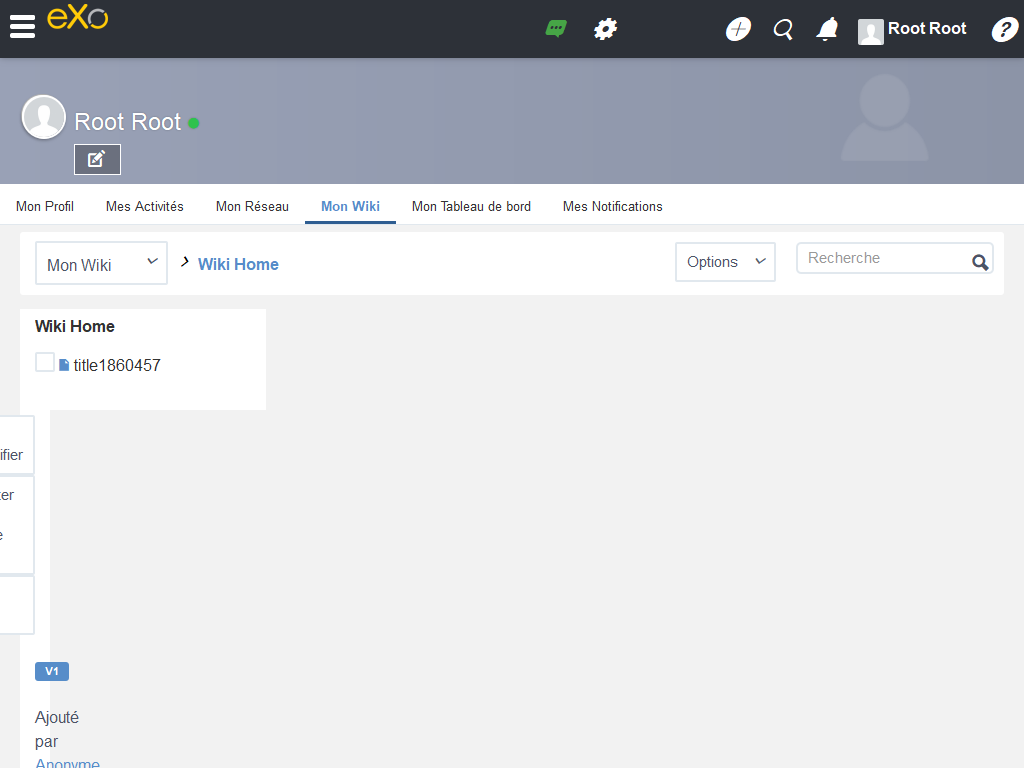 eXo
Root Root
Root Root
Mon Profil
Mes Activités
Mon Réseau
Mon Wiki
Mon Tableau de bord
Mes Notifications
Mon Wiki
Wiki Home
Options
Recherche
Wiki Home
title1860457
ifier
ter
e
V1
Ajouté
par
Anonyme